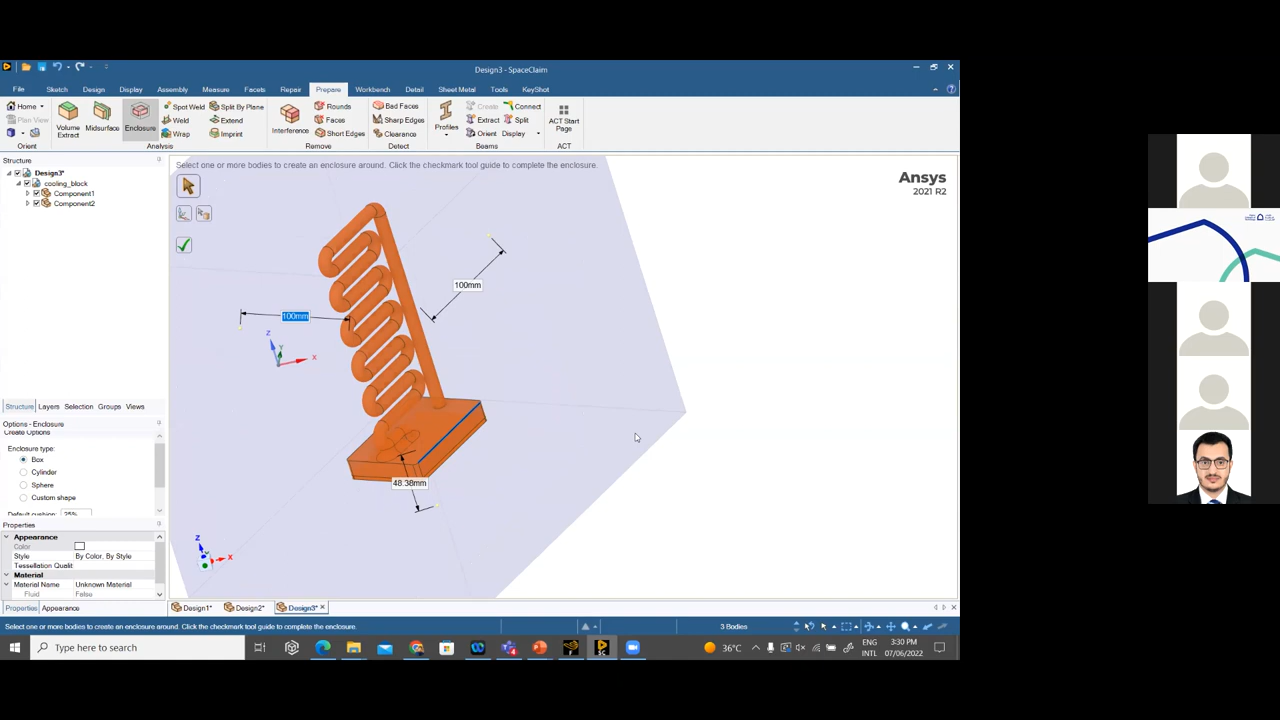 Design3 - SpaceClaim
File Sketch Design Display Assembly Measure Facets Repair Prepare Workbench Detail Sheet Metal Tools KeyShot
Home Spot Weld Split By Plane Rounds Bad Faces Create Connect
Plan View Weld Extend Faces Sharp Edges Extract Split
Volume Extract Midsurface Enclosure Wrap Imprint Interference Short Edges Clearance Profiles Orient Display ACT Start Page
Orient Analysis Remove Detect Beams ACT
Structure
Design3*
cooling_block
Component1
Component2
Structure Layers Selection Groups Views
Options - Enclosure
Create Options
Enclosure type:
Box
Cylinder
Sphere
Custom shape
Default cushion: 25%
Properties
Appearance
Color
Style By Color, By Style
Tessellation Qualit
Material
Material Name Unknown Material
Fluid False
Properties Appearance
Select one or more bodies to create an enclosure around. Click the checkmark tool guide to complete the enclosure.
Ansys
2021 R2
100mm
100mm
48.38mm
Z
Y
X
Z
X
Design1* Design2* Design3*
Select one or more bodies to create an enclosure around. Click the checkmark tool guide to complete the enclosure.
3 Bodies
Type here to search
36°C
ENG
INTL
3:30 PM
07/06/2022